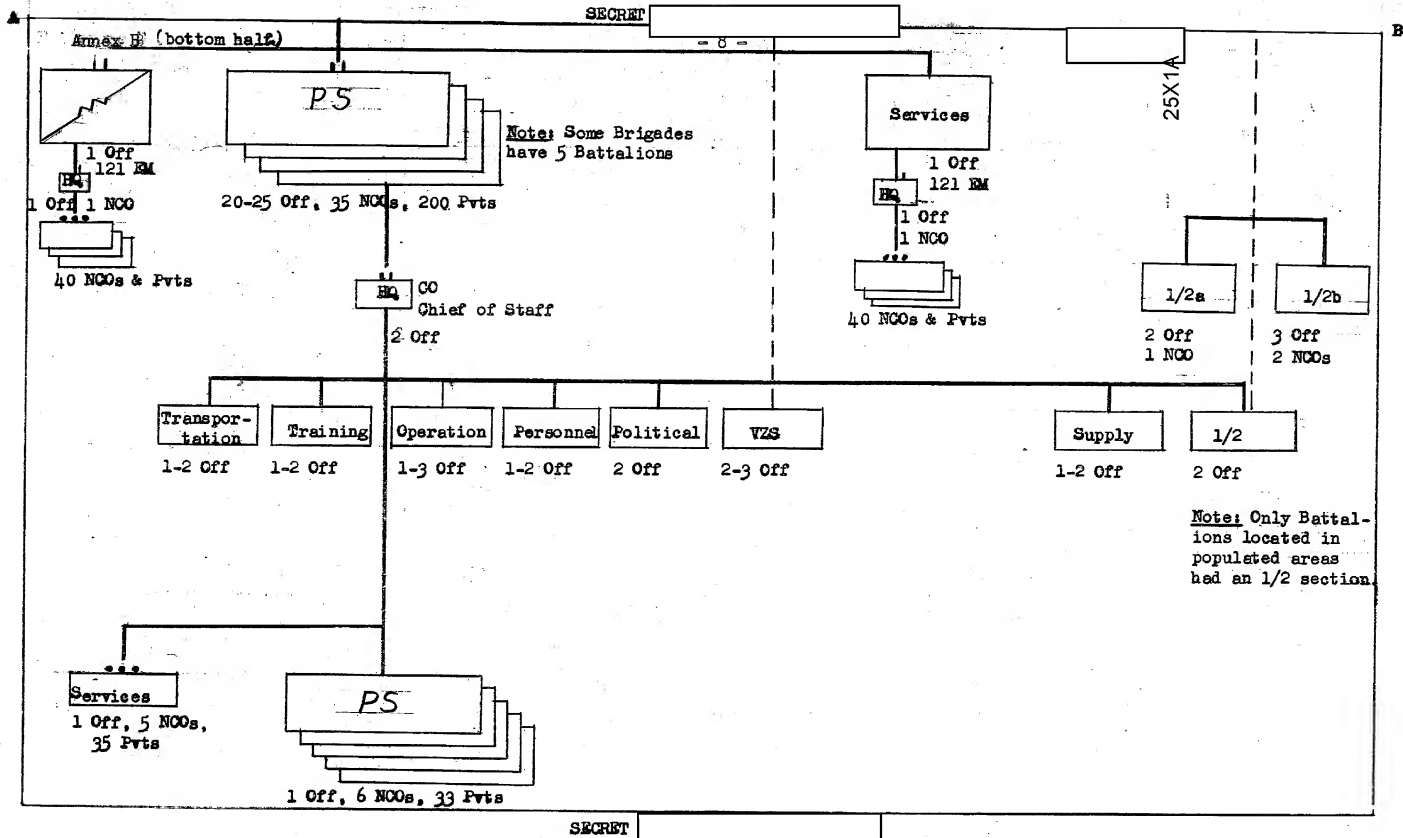 SECRET
A
B
- 8 -
Annex B (bottom half)
25X1A
PS
Services
Note: Some Brigades
have 5 Battalions
1 Off
121 EM
HQ
1 Off 1 NCO
40 NCOs & Pvts
20-25 Off, 35 NCOs, 200 Pvts
1 Off
121 EM
HQ
1 Off
1 NCO
40 NCOs & Pvts
HQ
CO
Chief of Staff
2 Off
1/2a
1/2b
2 Off
1 NCO
3 Off
2 NCOs
Transpor-
tation
Training
Operation
Personnel
Political
VZS
Supply
1/2
1-2 Off
1-2 Off
1-3 Off
1-2 Off
2 Off
2-3 Off
1-2 Off
2 Off
Note: Only Battal-
ions located in
populated areas
had an 1/2 section.
Services
1 Off, 5 NCOs,
35 Pvts
PS
1 Off, 6 NCOs, 33 Pvts
SECRET